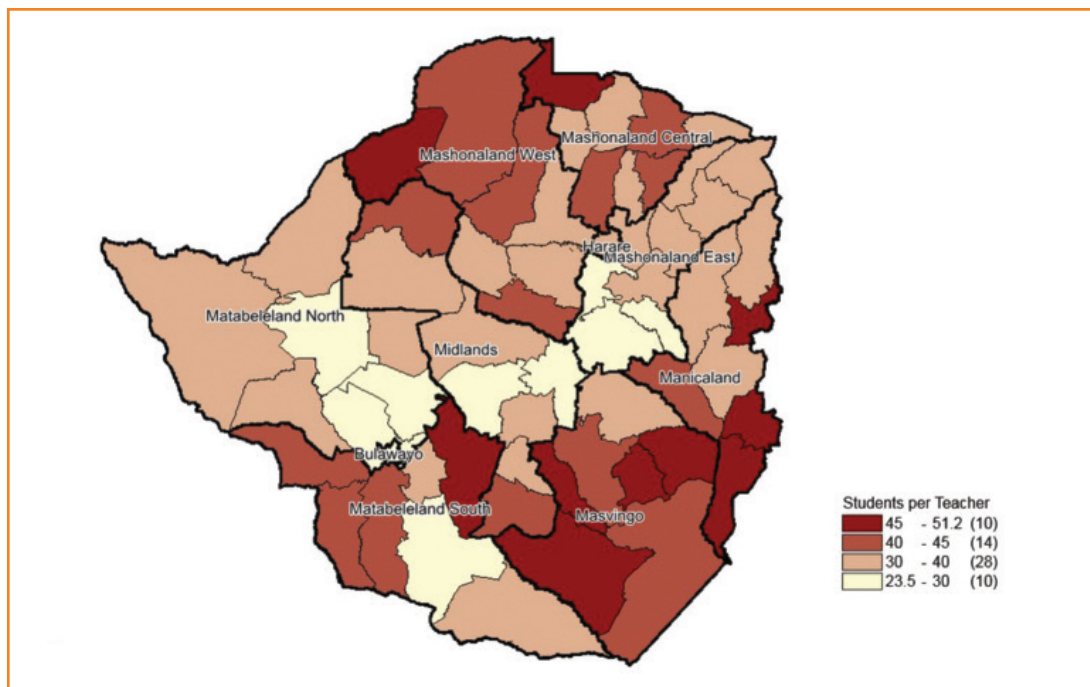 Mashonaland Central
Mashonaland West
Harare
Mashonaland East
Matabeleland North
Midlands
Manicaland
Bulawayo
Matabeleland South
Masvingo
Students per Teacher
45 - 51.2 (10)
40 - 45 (14)
30 - 40 (28)
23.5 - 30 (10)